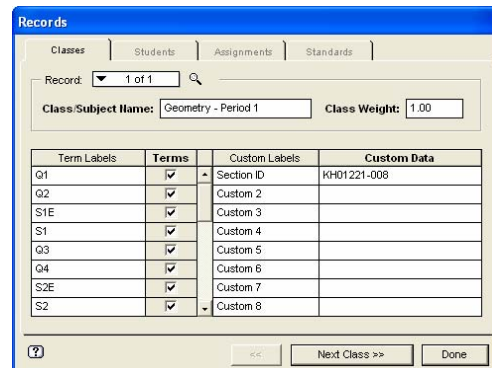 Records
Classes Students Assignments Standards
Record: 1 of 1
Class/Subject Name: Geometry - Period 1 Class Weight: 1.00
Term Labels Terms Custom Labels Custom Data
Q1 Section ID KH01221-008
Q2 Custom 2
S1E Custom 3
S1 Custom 4
Q3 Custom 5
Q4 Custom 6
S2E Custom 7
S2 Custom 8
? << Next Class >> Done